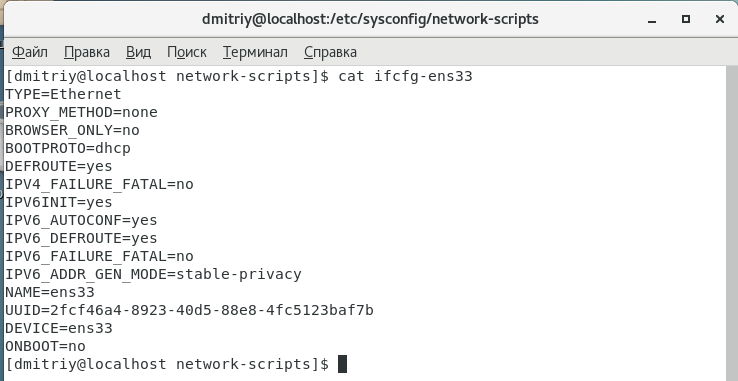 dmitriy@localhost:/etc/sysconfig/network-scripts
Файл Правка Вид Поиск Терминал Справка
[dmitriy@localhost network-scripts]$ cat ifcfg-ens33
TYPE=Ethernet
PROXY_METHOD=none
BROWSER_ONLY=no
BOOTPROTO=dhcp
DEFROUTE=yes
IPV4_FAILURE_FATAL=no
IPV6INIT=yes
IPV6_AUTOCONF=yes
IPV6_DEFROUTE=yes
IPV6_FAILURE_FATAL=no
IPV6_ADDR_GEN_MODE=stable-privacy
NAME=ens33
UUID=2fcf46a4-8923-40d5-88e8-4fc5123baf7b
DEVICE=ens33
ONBOOT=no
[dmitriy@localhost network-scripts]$